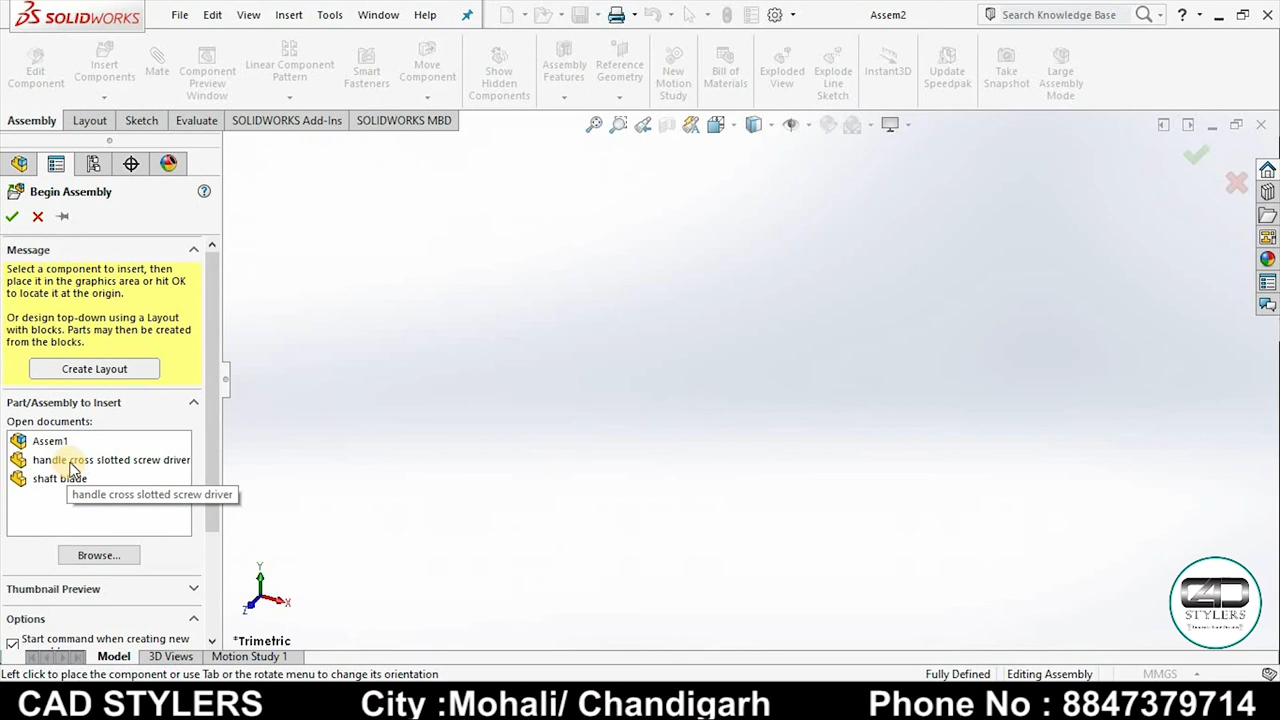 SOLIDWORKS
File Edit View Insert Tools Window Help
Assem2
Search Knowledge Base
Edit Component
Insert Components
Mate
Component Preview Window
Linear Component Pattern
Smart Fasteners
Move Component
Show Hidden Components
Assembly Features
Reference Geometry
New Motion Study
Bill of Materials
Exploded View
Explode Line Sketch
Instant3D
Update Speedpak
Take Snapshot
Large Assembly Mode
Assembly Layout Sketch Evaluate SOLIDWORKS Add-Ins SOLIDWORKS MBD
Begin Assembly
Message
Select a component to insert, then
place it in the graphics area or hit OK
to locate it at the origin.
Or design top-down using a Layout
with blocks. Parts may then be created
from the blocks.
Create Layout
Part/Assembly to Insert
Open documents:
Assem1
handle cross slotted screw driver
shaft blade
handle cross slotted screw driver
Browse...
Thumbnail Preview
Options
Start command when creating new
Y
X
Z
*Trimetric
CAD
STYLERS
Model 3D Views Motion Study 1
Left click to place the component or use Tab or the rotate menu to change its orientation
Fully Defined Editing Assembly MMGS
CAD STYLERS City :Mohali/ Chandigarh Phone No : 8847379714